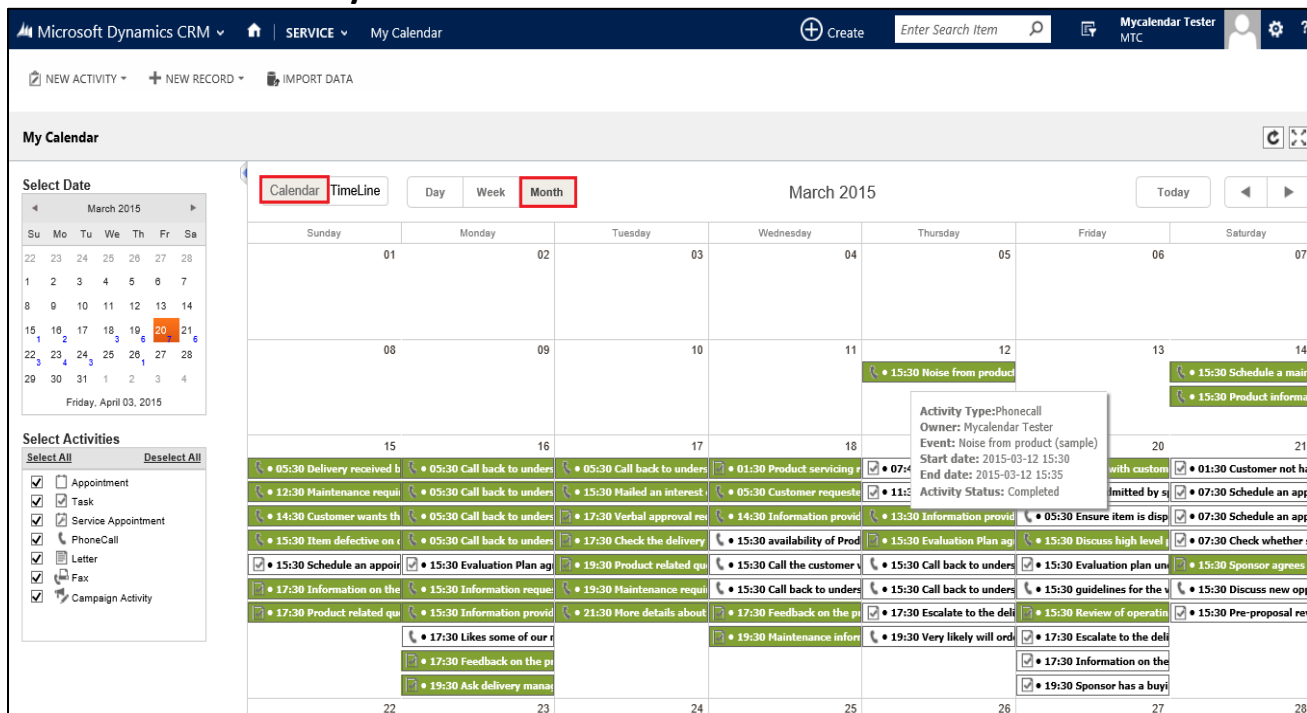 Microsoft Dynamics CRM SERVICE My Calendar Create Enter Search Item Mycalendar Tester
MTC
NEW ACTIVITY NEW RECORD IMPORT DATA
My Calendar
Select Date
March 2015
Su Mo Tu We Th Fr Sa
22 23 24 25 26 27 28
1 2 3 4 5 6 7
8 9 10 11 12 13 14
15 1 16 2 17 18 3 19 6 20 7 21 6
22 3 23 4 24 3 25 26 1 27 28
29 30 31 1 2 3 4
Friday, April 03, 2015
Select Activities
Select All Deselect All
Appointment
Task
Service Appointment
PhoneCall
Letter
Fax
Campaign Activity
Calendar TimeLine Day Week Month March 2015 Today
Sunday Monday Tuesday Wednesday Thursday Friday Saturday
01 02 03 04 05 06 07
08 09 10 11 12 13 14
• 15:30 Noise from product • 15:30 Schedule a main
• 15:30 Product informa
Activity Type:Phonecall
Owner: Mycalendar Tester
Event: Noise from product (sample)
Start date: 2015-03-12 15:30
End date: 2015-03-12 15:35
Activity Status: Completed
15 16 17 18 20 21
• 05:30 Delivery received b • 05:30 Call back to unders • 05:30 Call back to unders • 01:30 Product servicing r • 07:4 with custom • 01:30 Customer not ha
• 12:30 Maintenance requi • 05:30 Call back to unders • 15:30 Mailed an interest • 05:30 Customer requeste • 11:3 mitted by s • 07:30 Schedule an app
• 14:30 Customer wants th • 05:30 Call back to unders • 17:30 Verbal approval re • 14:30 Information provid • 13:30 Information provid • 05:30 Ensure item is disp • 07:30 Schedule an app
• 15:30 Item defective on • 05:30 Call back to unders • 17:30 Check the delivery • 15:30 availability of Prod • 15:30 Evaluation Plan ag • 15:30 Discuss high level • 07:30 Check whether
• 15:30 Schedule an appoin • 15:30 Evaluation Plan ag • 19:30 Product related qu • 15:30 Call the customer • 15:30 Call back to unders • 15:30 Evaluation plan un • 15:30 Sponsor agrees
• 17:30 Information on the • 15:30 Information reque • 19:30 Maintenance requi • 15:30 Call back to unders • 15:30 Call back to unders • 15:30 guidelines for the • 15:30 Discuss new opp
• 17:30 Product related qu • 15:30 Information provid • 21:30 More details about • 17:30 Feedback on the p • 17:30 Escalate to the deli • 15:30 Review of operatin • 15:30 Pre-proposal rev
• 17:30 Likes some of our • 19:30 Maintenance infor • 19:30 Very likely will ord • 17:30 Escalate to the deli
• 17:30 Feedback on the p • 17:30 Information on the
• 19:30 Ask delivery mana • 19:30 Sponsor has a buyi
22 23 24 25 26 27 28